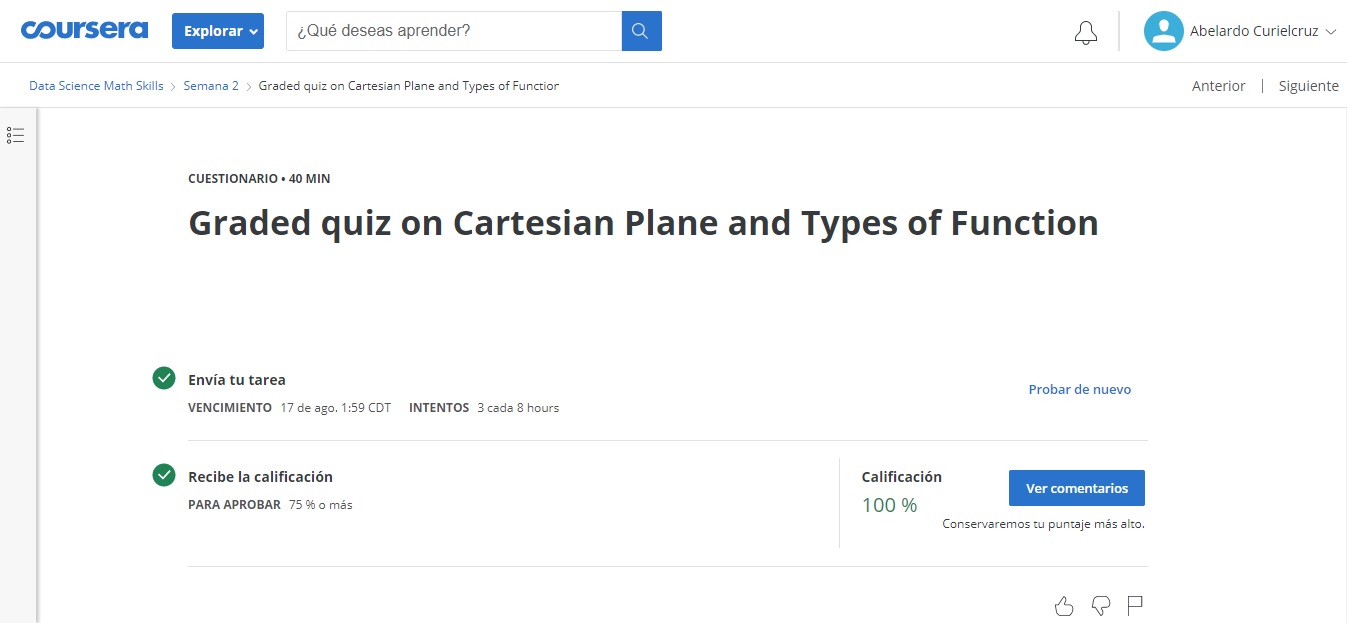 coursera Explorar ¿Qué deseas aprender? Abelardo Curielcruz
Data Science Math Skills > Semana 2 > Graded quiz on Cartesian Plane and Types of Function Anterior | Siguiente
CUESTIONARIO • 40 MIN
Graded quiz on Cartesian Plane and Types of Function
Envía tu tarea
Probar de nuevo
VENCIMIENTO 17 de ago. 1:59 CDT INTENTOS 3 cada 8 hours
Recibe la calificación
PARA APROBAR 75 % o más
Calificación
100 %
Ver comentarios
Conservaremos tu puntaje más alto.